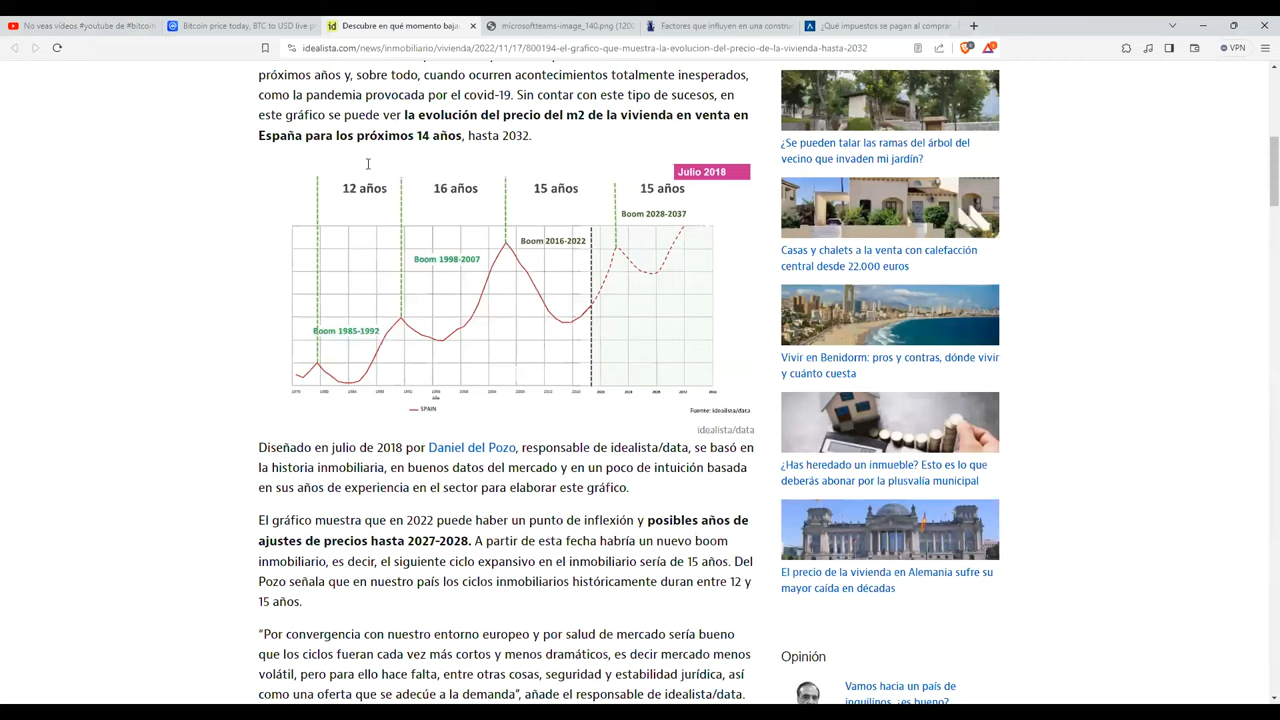 No veas vídeos #youtube de #bitcoin
Bitcoin price today, BTC to USD live p
Descubre en qué momento baja
microsoftteams-image_140.png (120
Factores que influyen en una constru
¿Qué impuestos se pagan al comprar
idealista.com/news/inmobiliario/vivienda/2022/11/17/800194-el-grafico-que-muestra-la-evolucion-del-precio-de-la-vivienda-hasta-2032
VPN
próximos años y, sobre todo, cuando ocurren acontecimientos totalmente inesperados,
como la pandemia provocada por el covid-19. Sin contar con este tipo de sucesos, en
este gráfico se puede ver la evolución del precio del m2 de la vivienda en venta en
España para los próximos 14 años, hasta 2032.
Julio 2018
12 años
16 años
15 años
15 años
Boom 2028-2037
Boom 2016-2022
Boom 1998-2007
Boom 1985-1992
SPAIN
Fuente: idealista/data
idealista/data
Diseñado en julio de 2018 por Daniel del Pozo, responsable de idealista/data, se basó en
la historia inmobiliaria, en buenos datos del mercado y en un poco de intuición basada
en sus años de experiencia en el sector para elaborar este gráfico.
El gráfico muestra que en 2022 puede haber un punto de inflexión y posibles años de
ajustes de precios hasta 2027-2028. A partir de esta fecha habría un nuevo boom
inmobiliario, es decir, el siguiente ciclo expansivo en el inmobiliario sería de 15 años. Del
Pozo señala que en nuestro país los ciclos inmobiliarios históricamente duran entre 12 y
15 años.
"Por convergencia con nuestro entorno europeo y por salud de mercado sería bueno
que los ciclos fueran cada vez más cortos y menos dramáticos, es decir mercado menos
volátil, pero para ello hace falta, entre otras cosas, seguridad y estabilidad jurídica, así
como una oferta que se adecúe a la demanda", añade el responsable de idealista/data.
¿Se pueden talar las ramas del árbol del
vecino que invaden mi jardín?
Casas y chalets a la venta con calefacción
central desde 22.000 euros
Vivir en Benidorm: pros y contras, dónde vivir
y cuánto cuesta
¿Has heredado un inmueble? Esto es lo que
deberás abonar por la plusvalía municipal
El precio de la vivienda en Alemania sufre su
mayor caída en décadas
Opinión
Vamos hacia un país de
inquilinos, ¿es bueno?